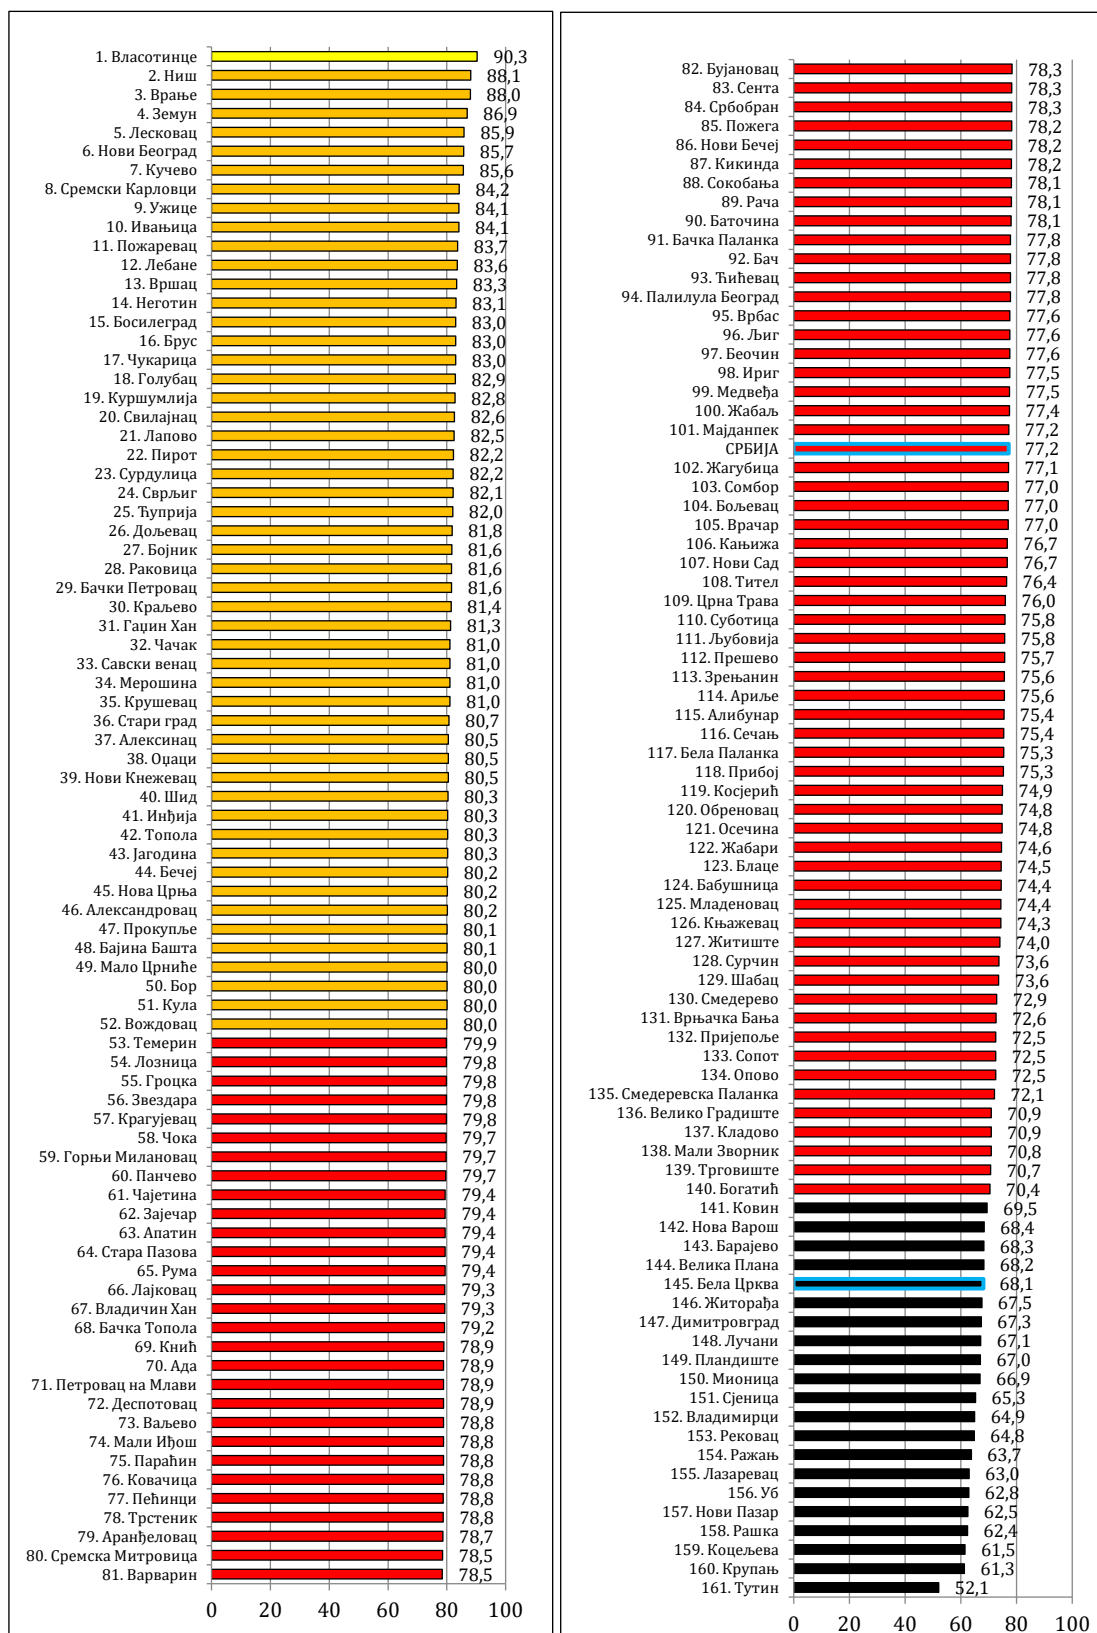 1. Власотинце 90,3
2. Ниш 88,1
3. Врање 88,0
4. Земун 86,9
5. Лесковац 85,9
6. Нови Београд 85,7
7. Кучево 85,6
8. Сремски Карловци 84,2
9. Ужице 84,1
10. Ивањица 84,1
11. Пожаревац 83,7
12. Лебане 83,6
13. Вршац 83,3
14. Неготин 83,1
15. Босилеград 83,0
16. Брус 83,0
17. Чукарица 83,0
18. Голубац 82,9
19. Куршумлија 82,8
20. Свилајнац 82,6
21. Лапово 82,5
22. Пирот 82,2
23. Сурдулица 82,2
24. Сврљиг 82,1
25. Ћуприја 82,0
26. Дољевац 81,8
27. Бојник 81,6
28. Раковица 81,6
29. Бачки Петровац 81,6
30. Краљево 81,4
31. Гаџин Хан 81,3
32. Чачак 81,0
33. Савски венац 81,0
34. Мерошина 81,0
35. Крушевац 81,0
36. Стари град 80,7
37. Алексинац 80,5
38. Оџаци 80,5
39. Нови Кнежевац 80,5
40. Шид 80,3
41. Инђија 80,3
42. Топола 80,3
43. Јагодина 80,3
44. Бечеј 80,2
45. Нова Црња 80,2
46. Александровац 80,2
47. Прокупље 80,1
48. Бајина Башта 80,1
49. Мало Црниће 80,0
50. Бор 80,0
51. Кула 80,0
52. Вождовац 80,0
53. Темерин 79,9
54. Лозница 79,8
55. Гроцка 79,8
56. Звездара 79,8
57. Крагујевац 79,8
58. Чока 79,7
59. Горњи Милановац 79,7
60. Панчево 79,7
61. Чајетина 79,4
62. Зајечар 79,4
63. Апатин 79,4
64. Стара Пазова 79,4
65. Рума 79,4
66. Лајковац 79,3
67. Владичин Хан 79,3
68. Бачка Топола 79,2
69. Кнић 78,9
70. Ада 78,9
71. Петровац на Млави 78,9
72. Деспотовац 78,9
73. Ваљево 78,8
74. Мали Иђош 78,8
75. Параћин 78,8
76. Ковачица 78,8
77. Пећинци 78,8
78. Трстеник 78,8
79. Аранђеловац 78,7
80. Сремска Митровица 78,5
81. Варварин 78,5
0 20 40 60 80 100
82. Бујановац 78,3
83. Сента 78,3
84. Србобран 78,3
85. Пожега 78,2
86. Нови Бечеј 78,2
87. Кикинда 78,2
88. Сокобања 78,1
89. Рача 78,1
90. Баточина 78,1
91. Бачка Паланка 77,8
92. Бач 77,8
93. Ћићевац 77,8
94. Палилула Београд 77,8
95. Врбас 77,6
96. Љиг 77,6
97. Беочин 77,6
98. Ириг 77,5
99. Медвеђа 77,5
100. Жабаљ 77,4
101. Мајданпек 77,2
СРБИЈА 77,2
102. Жагубица 77,1
103. Сомбор 77,0
104. Бољевац 77,0
105. Врачар 77,0
106. Кањижа 76,7
107. Нови Сад 76,7
108. Тител 76,4
109. Црна Трава 76,0
110. Суботица 75,8
111. Љубовија 75,8
112. Прешево 75,7
113. Зрењанин 75,6
114. Ариље 75,6
115. Алибунар 75,4
116. Сечањ 75,4
117. Бела Паланка 75,3
118. Прибој 75,3
119. Косјерић 74,9
120. Обреновац 74,8
121. Осечина 74,8
122. Жабари 74,6
123. Блаце 74,5
124. Бабушница 74,4
125. Младеновац 74,4
126. Књажевац 74,3
127. Житиште 74,0
128. Сурчин 73,6
129. Шабац 73,6
130. Смедерево 72,9
131. Врњачка Бања 72,6
132. Пријепоље 72,5
133. Сопот 72,5
134. Опово 72,5
135. Смедеревска Паланка 72,1
136. Велико Градиште 70,9
137. Кладово 70,9
138. Мали Зворник 70,8
139. Трговиште 70,7
140. Богатић 70,4
141. Ковин 69,5
142. Нова Варош 68,4
143. Барајево 68,3
144. Велика Плана 68,2
145. Бела Црква 68,1
146. Житорађа 67,5
147. Димитровград 67,3
148. Лучани 67,1
149. Пландиште 67,0
150. Мионица 66,9
151. Сјеница 65,3
152. Владимирци 64,9
153. Рековац 64,8
154. Ражањ 63,7
155. Лазаревац 63,0
156. Уб 62,8
157. Нови Пазар 62,5
158. Рашка 62,4
159. Коцељева 61,5
160. Крупањ 61,3
161. Тутин 52,1
0 20 40 60 80 100